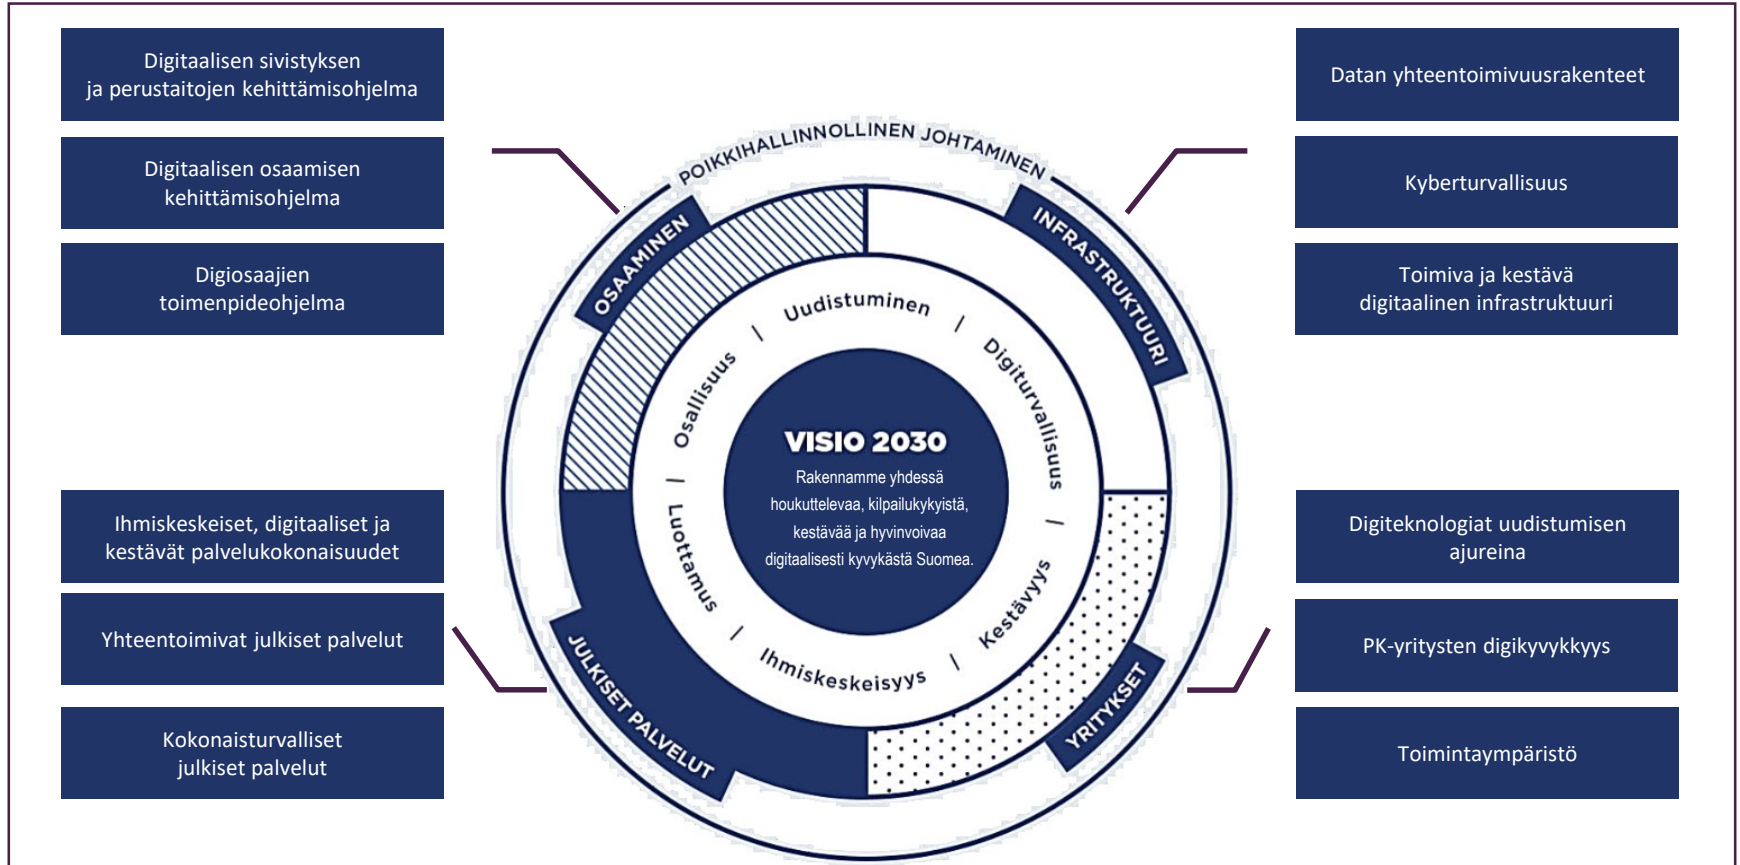 Digitaalisen sivistyksen
ja perustaitojen kehittämisohjelma
Digitaalisen osaamisen
kehittämisohjelma
Digiosaajien
toimenpideohjelma
Ihmiskeskeiset, digitaaliset ja
kestävät palvelukokonaisuudet
Yhteentoimivat julkiset palvelut
Kokonaisturvalliset
julkiset palvelut
POIKKIHALLINNOLLINEN JOHTAMINEN
OSAAMINEN
INFRASTRUKTUURI
YRITYKSET
JULKISET PALVELUT
Uudistuminen
|
Digiturvallisuus
|
Kestävyys
|
Ihmiskeskeisyys
|
Luottamus
|
Osallisuus
|
VISIO 2030
Rakennamme yhdessä
houkuttelevaa, kilpailukykyistä,
kestävää ja hyvinvoivaa
digitaalisesti kyvykästä Suomea.
Datan yhteentoimivuusrakenteet
Kyberturvallisuus
Toimiva ja kestävä
digitaalinen infrastruktuuri
Digiteknologiat uudistumisen
ajureina
PK-yritysten digikyvykkyys
Toimintaympäristö